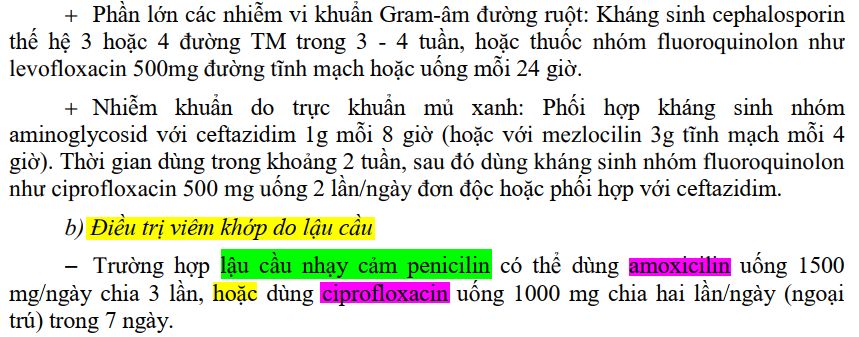 + Phần lớn các nhiễm vi khuẩn Gram-âm đường ruột: Kháng sinh cephalosporin
thế hệ 3 hoặc 4 đường TM trong 3 - 4 tuần, hoặc thuốc nhóm fluoroquinolon như
levofloxacin 500mg đường tĩnh mạch hoặc uống mỗi 24 giờ.
+ Nhiễm khuẩn do trực khuẩn mủ xanh: Phối hợp kháng sinh nhóm
aminoglycosid với ceftazidim 1g mỗi 8 giờ (hoặc với mezlocilin 3g tĩnh mạch mỗi 4
giờ). Thời gian dùng trong khoảng 2 tuần, sau đó dùng kháng sinh nhóm fluoroquinolon
như ciprofloxacin 500 mg uống 2 lần/ngày đơn độc hoặc phối hợp với ceftazidim.
b) Điều trị viêm khớp do lậu cầu
− Trường hợp lậu cầu nhạy cảm penicilin có thể dùng amoxicilin uống 1500
mg/ngày chia 3 lần, hoặc dùng ciprofloxacin uống 1000 mg chia hai lần/ngày (ngoại
trú) trong 7 ngày.